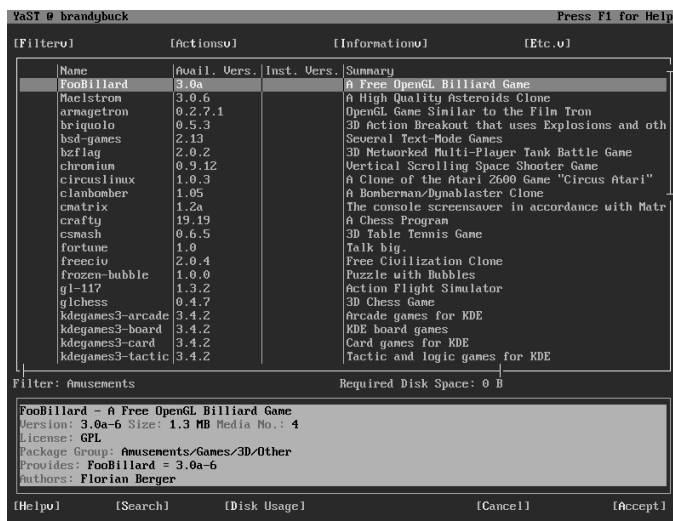 YaST @ brandybuck Press F1 for Help
[Filter↓] [Actions↓] [Information↓] [Etc.↓]
Name |Avail. Vers.|Inst. Vers.|Summary
FooBillard |3.0a | |A Free OpenGL Billiard Game
Maelstrom |3.0.6 | |A High Quality Asteroids Clone
armagetron |0.2.7.1 | |OpenGL Game Similar to the Film Tron
briquolo |0.5.3 | |3D Action Breakout that uses Explosions and oth
bsd-games |2.13 | |Several Text-Mode Games
bzflag |2.0.2 | |3D Networked Multi-Player Tank Battle Game
chromium |0.9.12 | |Vertical Scrolling Space Shooter Game
circuslinux |1.0.3 | |A Clone of the Atari 2600 Game "Circus Atari"
clanbomber |1.05 | |A Bomberman/Dynablaster Clone
cmatrix |1.2a | |The console screensaver in accordance with Matr
crafty |19.19 | |A Chess Program
csmash |0.6.5 | |3D Table Tennis Game
fortune |1.0 | |Talk big.
freeciv |2.0.4 | |Free Civilization Clone
frozen-bubble |1.0.0 | |Puzzle with Bubbles
gl-117 |1.3.2 | |Action Flight Simulator
glchess |0.4.7 | |3D Chess Game
kdegames3-arcade|3.4.2 | |Arcade games for KDE
kdegames3-board |3.4.2 | |KDE board games
kdegames3-card |3.4.2 | |Card games for KDE
kdegames3-tactic|3.4.2 | |Tactic and logic games for KDE
Filter: Amusements Required Disk Space: 0 B
FooBillard - A Free OpenGL Billiard Game
Version: 3.0a-6 Size: 1.3 MB Media No.: 4
License: GPL
Package Group: Amusements/Games/3D/Other
Provides: FooBillard = 3.0a-6
Authors: Florian Berger
[Help↓] [Search] [Disk Usage] [Cancel] [Accept]